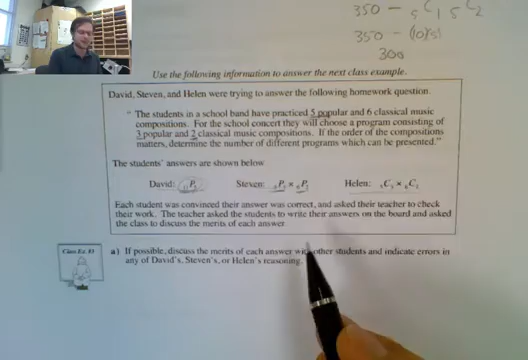 350 - ₅C₁ ₅C₂
350 - (10)(5)
300
Use the following information to answer the next class example.
David, Steven, and Helen were trying to answer the following homework question.
"The students in a school band have practiced 5 popular and 6 classical music
compositions. For the school concert they will choose a program consisting of
3 popular and 2 classical music compositions. If the order of the compositions
matters, determine the number of different programs which can be presented."
The students' answers are shown below
David: ₁₁P₅ Steven: × Helen: ×
Each student was convinced their answer was correct, and asked their teacher to check
their work. The teacher asked the students to write their answers on the board and asked
the class to discuss the merits of each answer
Class Ex. #3
a) If possible, discuss the merits of each answer with other students and indicate errors in
any of David's, Steven's, or Helen's reasoning.